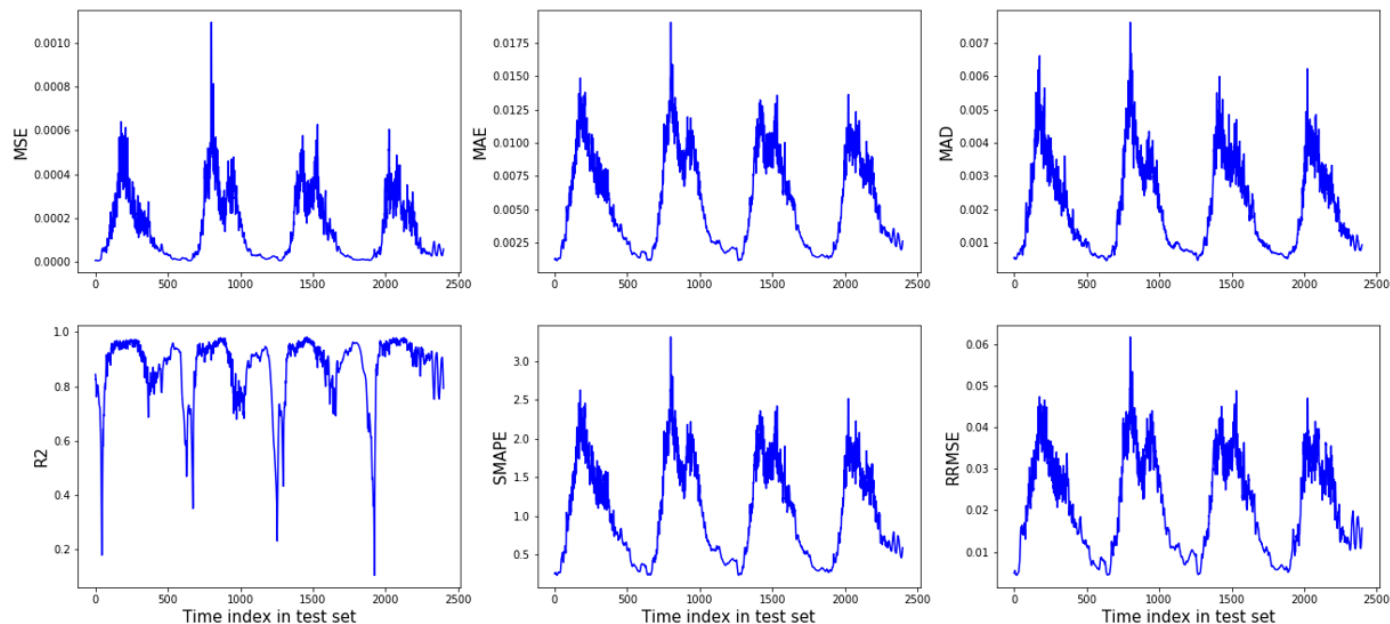 MSE
0.0010
0.0008
0.0006
0.0004
0.0002
0.0000
0 500 1000 1500 2000 2500
MAE
0.0175
0.0150
0.0125
0.0100
0.0075
0.0050
0.0025
0 500 1000 1500 2000 2500
MAD
0.007
0.006
0.005
0.004
0.003
0.002
0.001
0 500 1000 1500 2000 2500
R2
1.0
0.8
0.6
0.4
0.2
0 500 1000 1500 2000 2500
Time index in test set
SMAPE
3.0
2.5
2.0
1.5
1.0
0.5
0 500 1000 1500 2000 2500
Time index in test set
RRMSE
0.06
0.05
0.04
0.03
0.02
0.01
0 500 1000 1500 2000 2500
Time index in test set